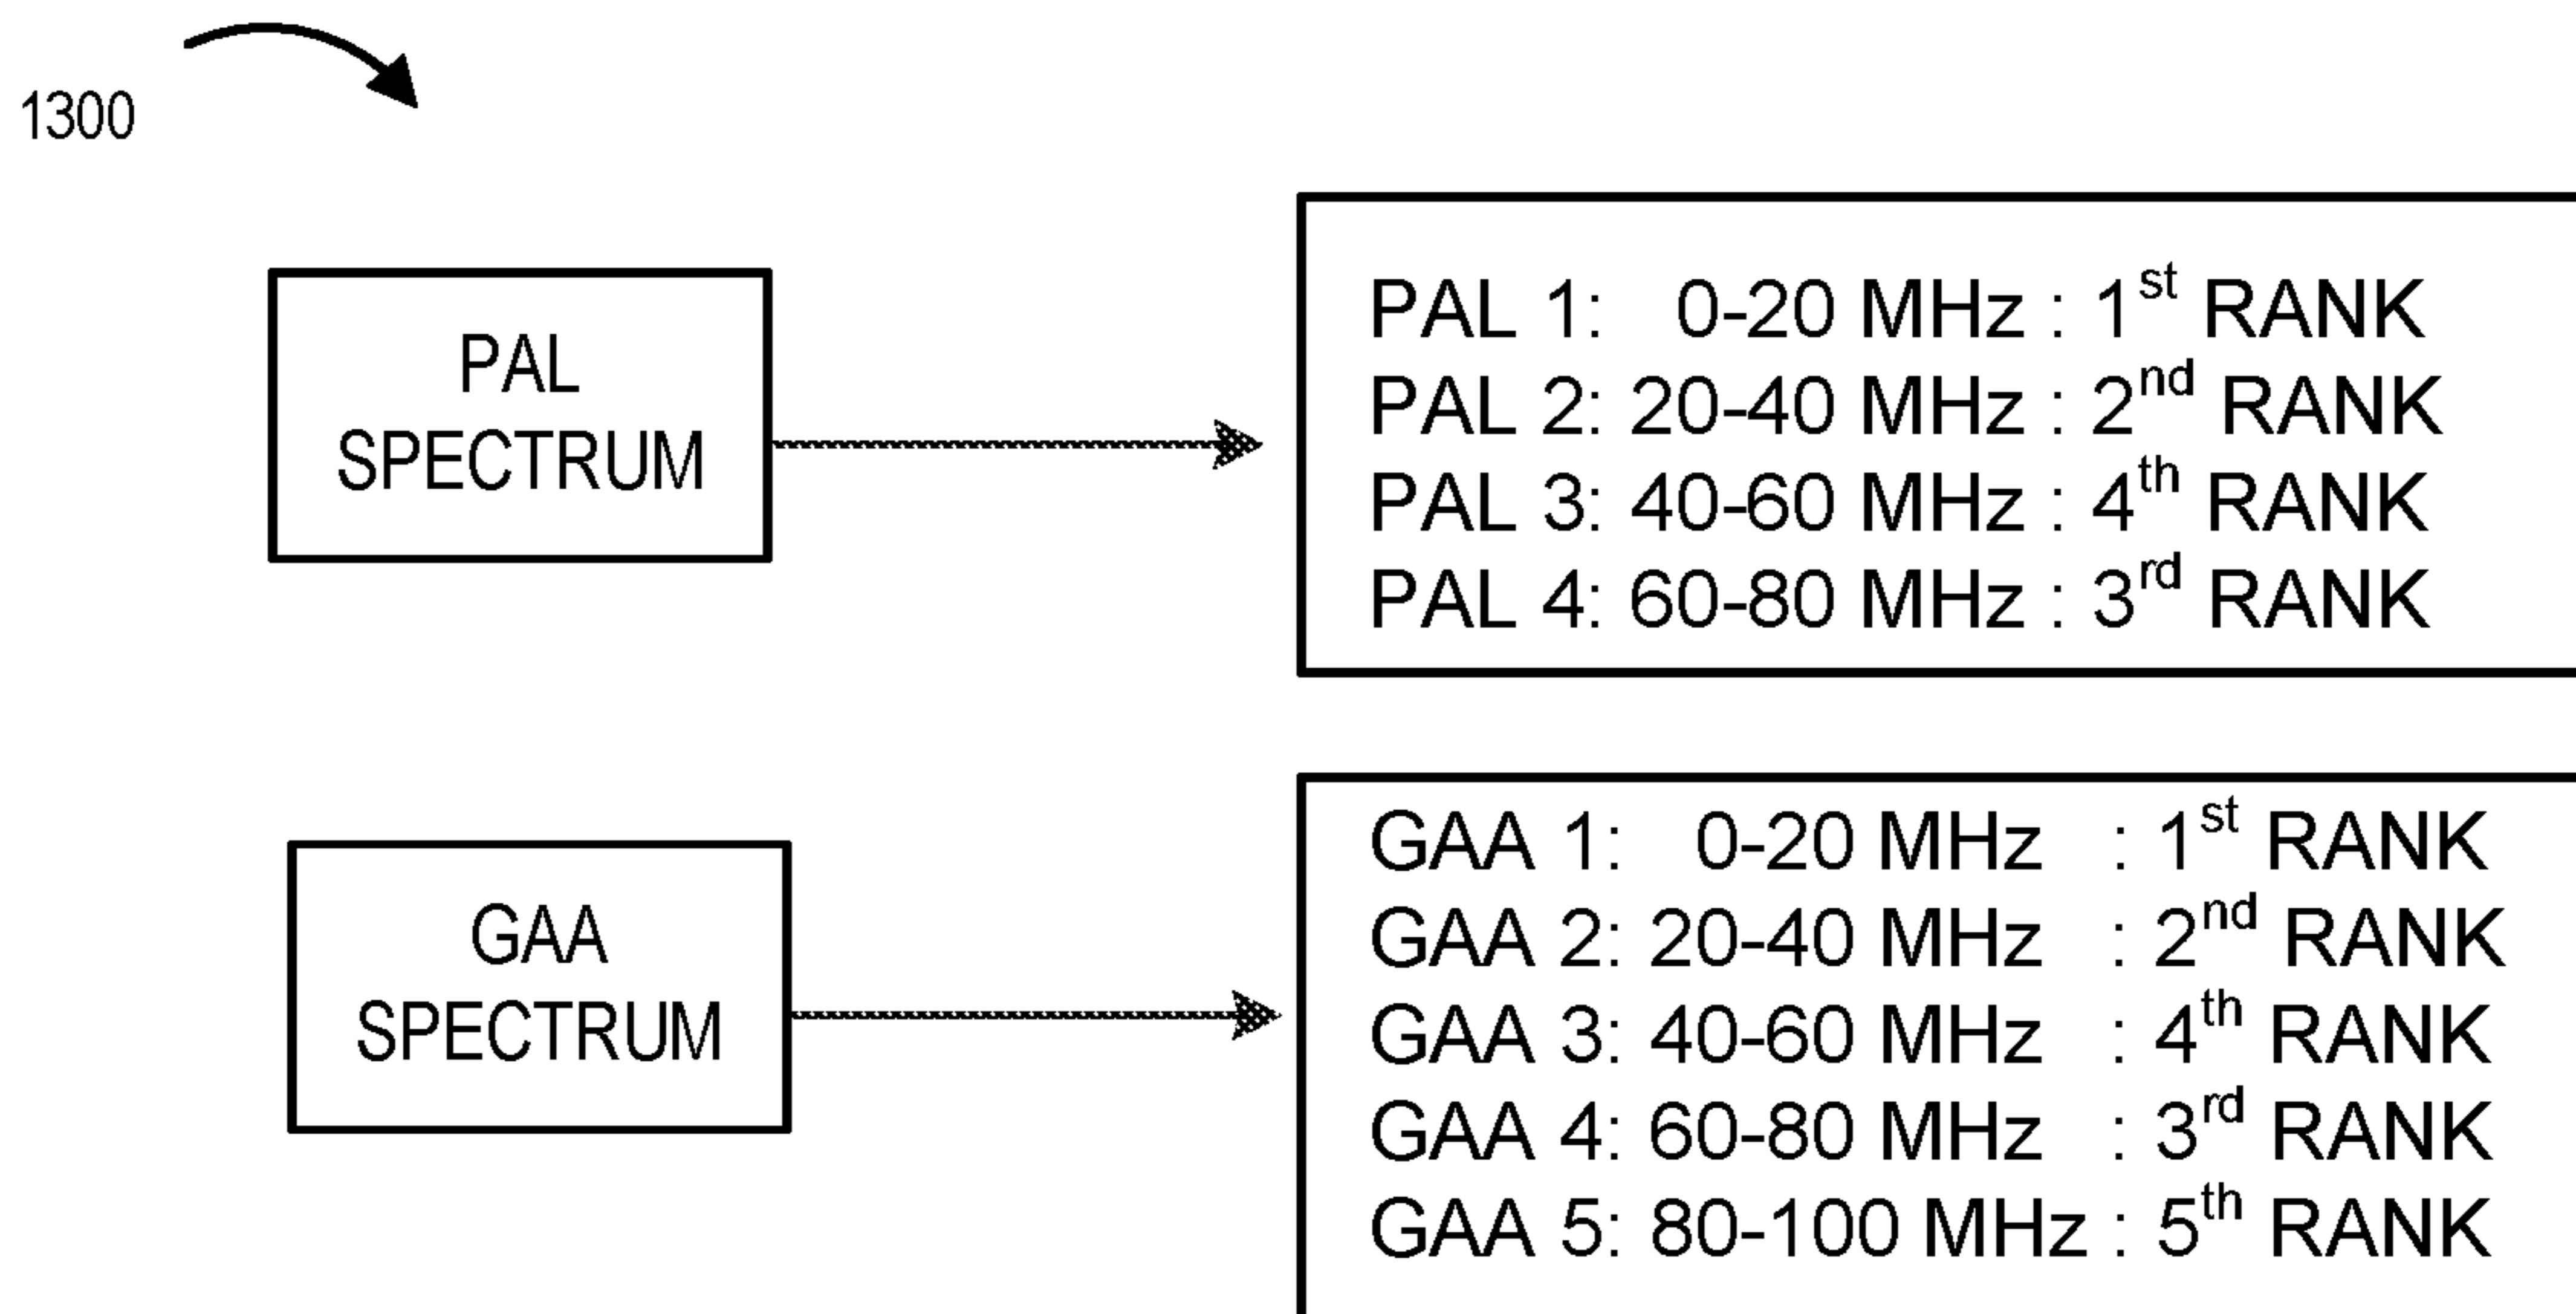 1300
PAL
SPECTRUM
PAL 1: 0-20 MHz : 1st RANK
PAL 2: 20-40 MHz : 2nd RANK
PAL 3: 40-60 MHz : 4th RANK
PAL 4: 60-80 MHz : 3rd RANK
GAA
SPECTRUM
GAA 1: 0-20 MHz : 1st RANK
GAA 2: 20-40 MHz : 2nd RANK
GAA 3: 40-60 MHz : 4th RANK
GAA 4: 60-80 MHz : 3rd RANK
GAA 5: 80-100 MHz : 5th RANK